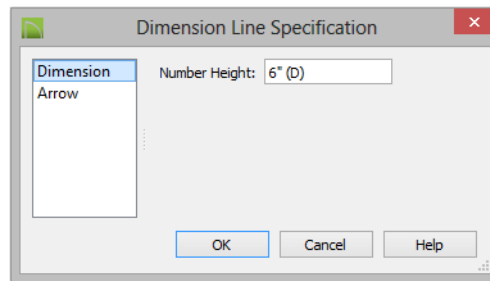 Dimension Line Specification
Dimension
Arrow
Number Height: 6" (D)
OK Cancel Help